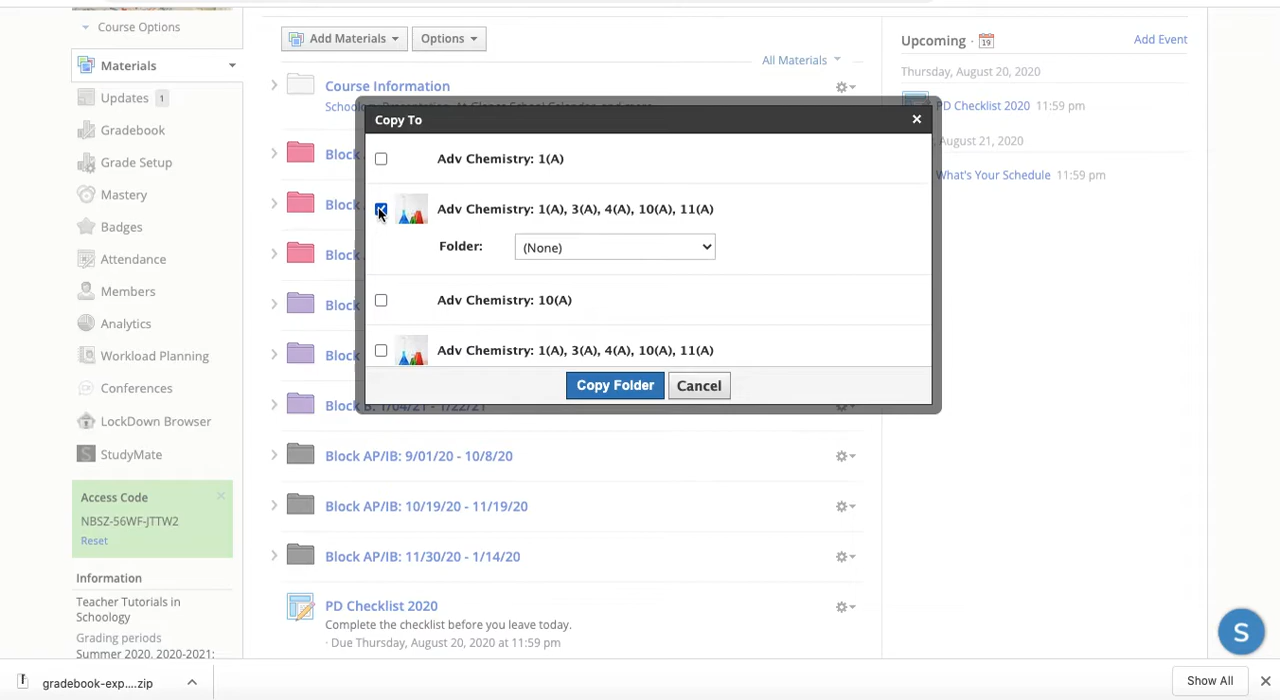 Course Options
Materials
Updates 1
Gradebook
Grade Setup
Mastery
Badges
Attendance
Members
Analytics
Workload Planning
Conferences
LockDown Browser
StudyMate
Access Code
NBSZ-56WF-JTTW2
Reset
Information
Teacher Tutorials in
Schoology
Grading periods
Summer 2020, 2020-2021:
Add Materials
Options
All Materials
Course Information
Block
Block
Block
Block
Block
Block B: 1/04/21 - 1/22/21
Block AP/IB: 9/01/20 - 10/8/20
Block AP/IB: 10/19/20 - 11/19/20
Block AP/IB: 11/30/20 - 1/14/20
PD Checklist 2020
Complete the checklist before you leave today.
· Due Thursday, August 20, 2020 at 11:59 pm
Copy To
Adv Chemistry: 1(A)
Adv Chemistry: 1(A), 3(A), 4(A), 10(A), 11(A)
Folder: (None)
Adv Chemistry: 10(A)
Adv Chemistry: 1(A), 3(A), 4(A), 10(A), 11(A)
Copy Folder
Cancel
Upcoming · 19
Add Event
Thursday, August 20, 2020
PD Checklist 2020 11:59 pm
August 21, 2020
What's Your Schedule 11:59 pm
S
gradebook-exp....zip
Show All